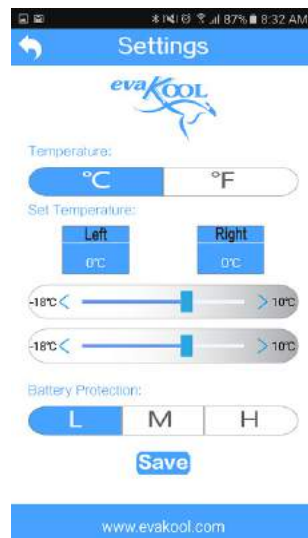 87% 8:32 AM
Settings
evaKOOL
Temperature:
°C °F
Set Temperature:
Left Right
0°C 0°C
-18°C < > 10°C
-18°C < > 10°C
Battery Protection:
L M H
Save
www.evakool.com